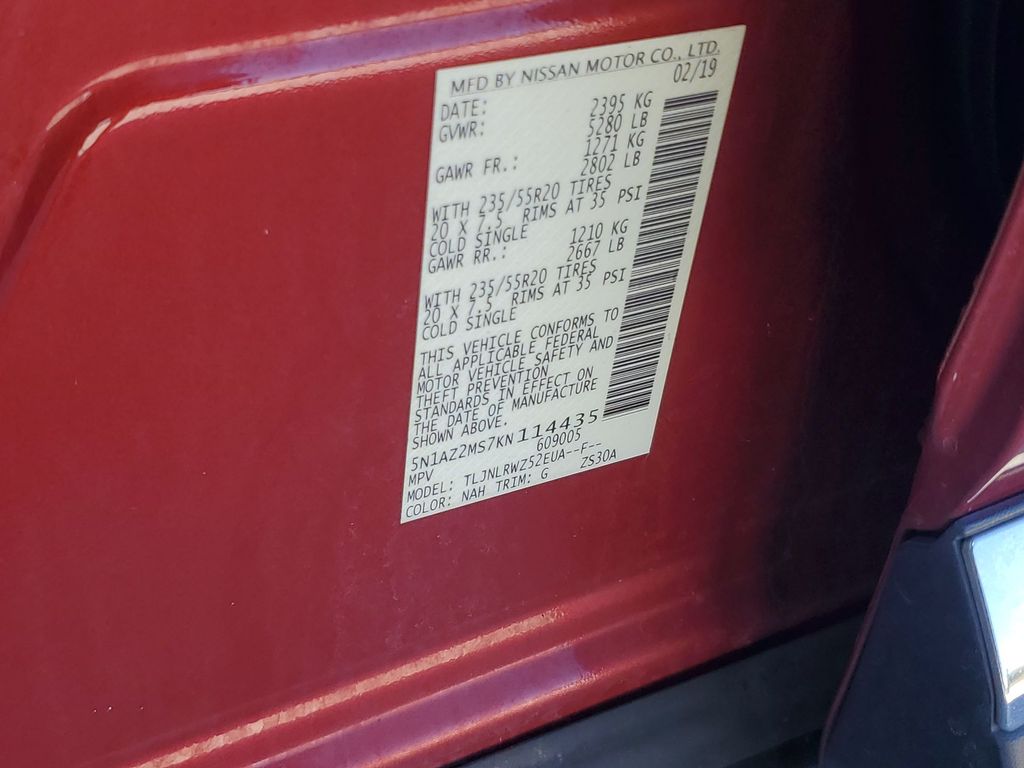 MFD BY NISSAN MOTOR CO., LTD.
DATE: 02/19
GVWR: 2395 KG
5280 LB
GAWR FR.: 1271 KG
2802 LB
WITH 235/55R20 TIRES
20 X 7.5 RIMS AT 35 PSI
COLD SINGLE
GAWR RR.: 1210 KG
2667 LB
WITH 235/55R20 TIRES
20 X 7.5 RIMS AT 35 PSI
COLD SINGLE
THIS VEHICLE CONFORMS TO
ALL APPLICABLE FEDERAL
MOTOR VEHICLE SAFETY AND
THEFT PREVENTION
STANDARDS IN EFFECT ON
THE DATE OF MANUFACTURE
SHOWN ABOVE.
5N1AZ2MS7KN114435
MPV 609005
MODEL: TLJNLRWZ52EUA--F--
COLOR: NAH TRIM: G ZS30A